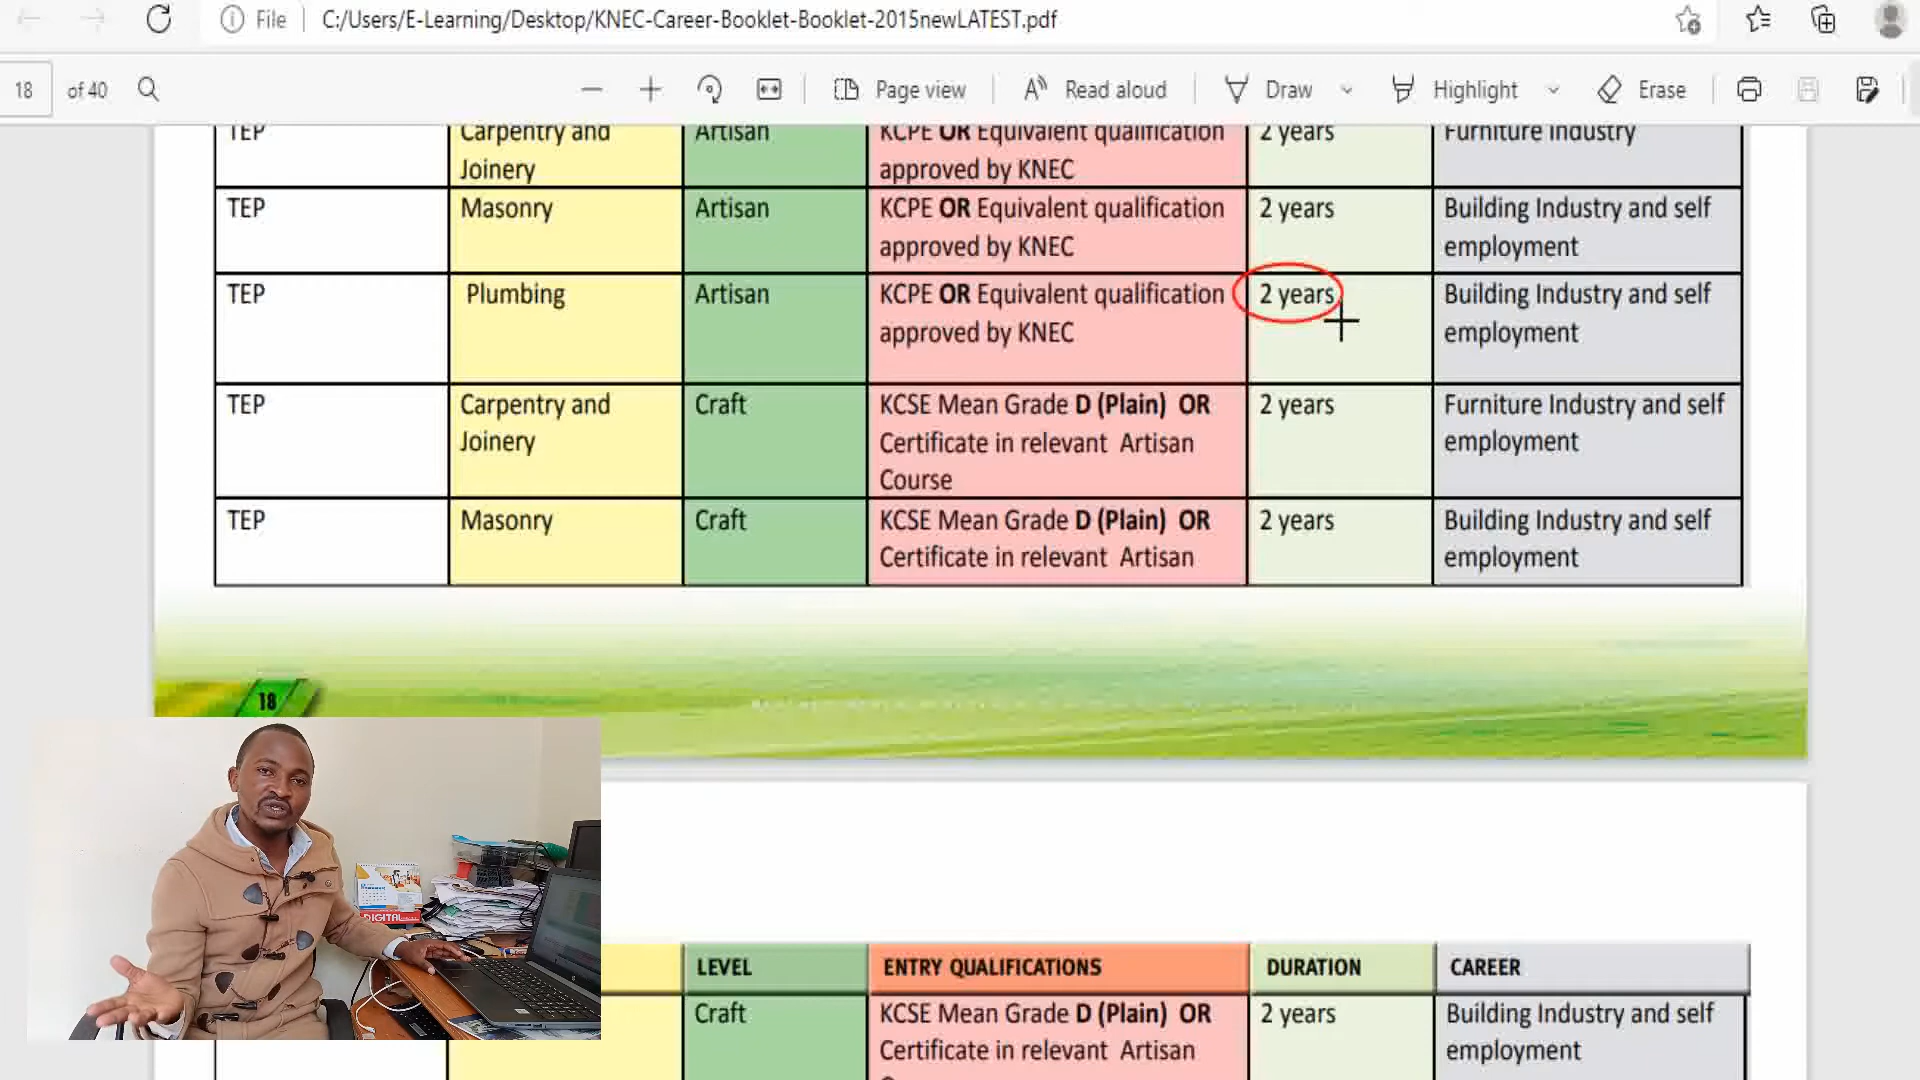 File C:/Users/E-Learning/Desktop/KNEC-Career-Booklet-Booklet-2015newLATEST.pdf
18 of 40 Page view Read aloud Draw Highlight Erase
TEP Carpentry and Artisan KCPE OR Equivalent qualification 2 years Furniture Industry
Joinery approved by KNEC
TEP Masonry Artisan KCPE OR Equivalent qualification 2 years Building Industry and self
approved by KNEC employment
TEP Plumbing Artisan KCPE OR Equivalent qualification 2 years Building Industry and self
approved by KNEC employment
TEP Carpentry and Craft KCSE Mean Grade D (Plain) OR 2 years Furniture Industry and self
Joinery Certificate in relevant Artisan employment
Course
TEP Masonry Craft KCSE Mean Grade D (Plain) OR 2 years Building Industry and self
Certificate in relevant Artisan employment
18
DIGITAL
LEVEL ENTRY QUALIFICATIONS DURATION CAREER
Craft KCSE Mean Grade D (Plain) OR 2 years Building Industry and self
Certificate in relevant Artisan employment